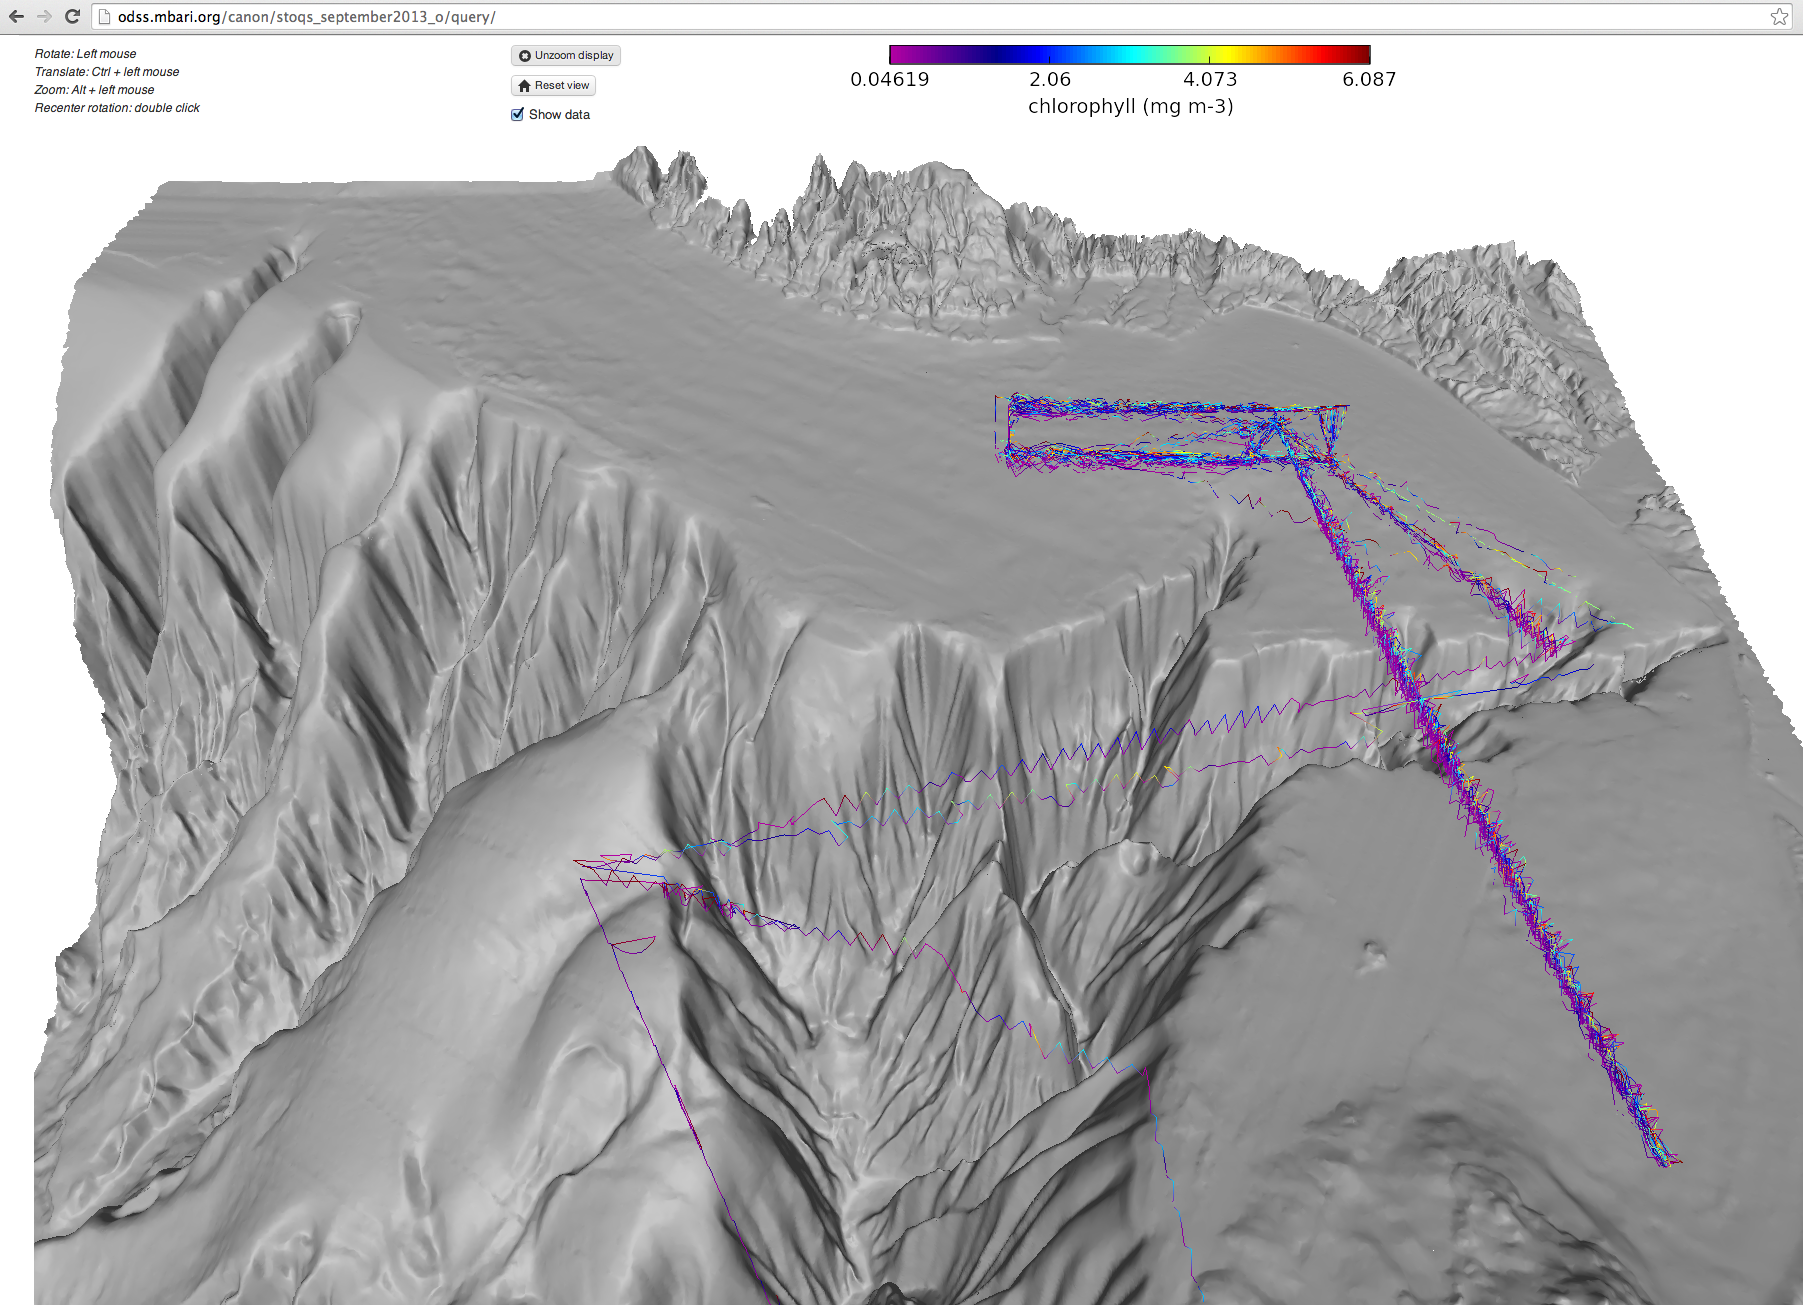 odss.mbari.org/canon/stoqs_september2013_o/query/
Rotate: Left mouse
Translate: Ctrl + left mouse
Zoom: Alt + left mouse
Recenter rotation: double click
Unzoom display
Reset view
Show data
0.04619 2.06 4.073 6.087
chlorophyll (mg m-3)